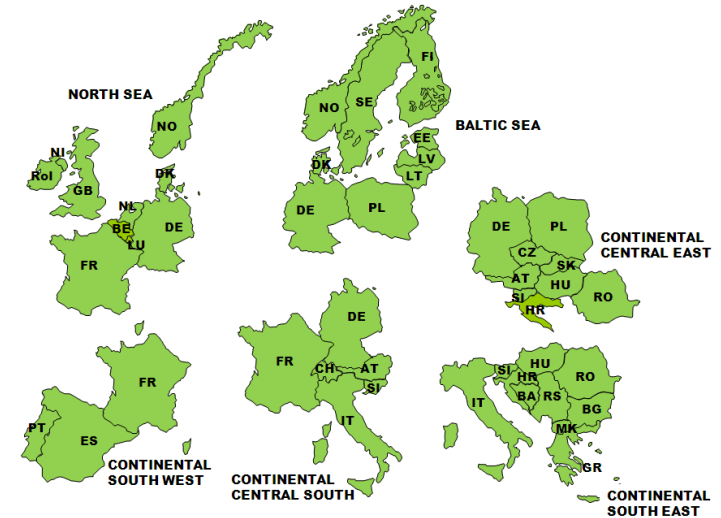 NORTH SEA
NO
NI
RoI
GB
DK
NL
BE
DE
LU
FR
FI
NO
SE
BALTIC SEA
EE
DK
LV
LT
DE
PL
DE
PL
CONTINENTAL
CENTRAL EAST
CZ
SK
AT
HU
SI
RO
HR
FR
PT
ES
CONTINENTAL
SOUTH WEST
DE
FR
CH
AT
SI
IT
CONTINENTAL
CENTRAL SOUTH
HU
SI
HR
RO
IT
BA
RS
BG
MK
GR
CONTINENTAL
SOUTH EAST